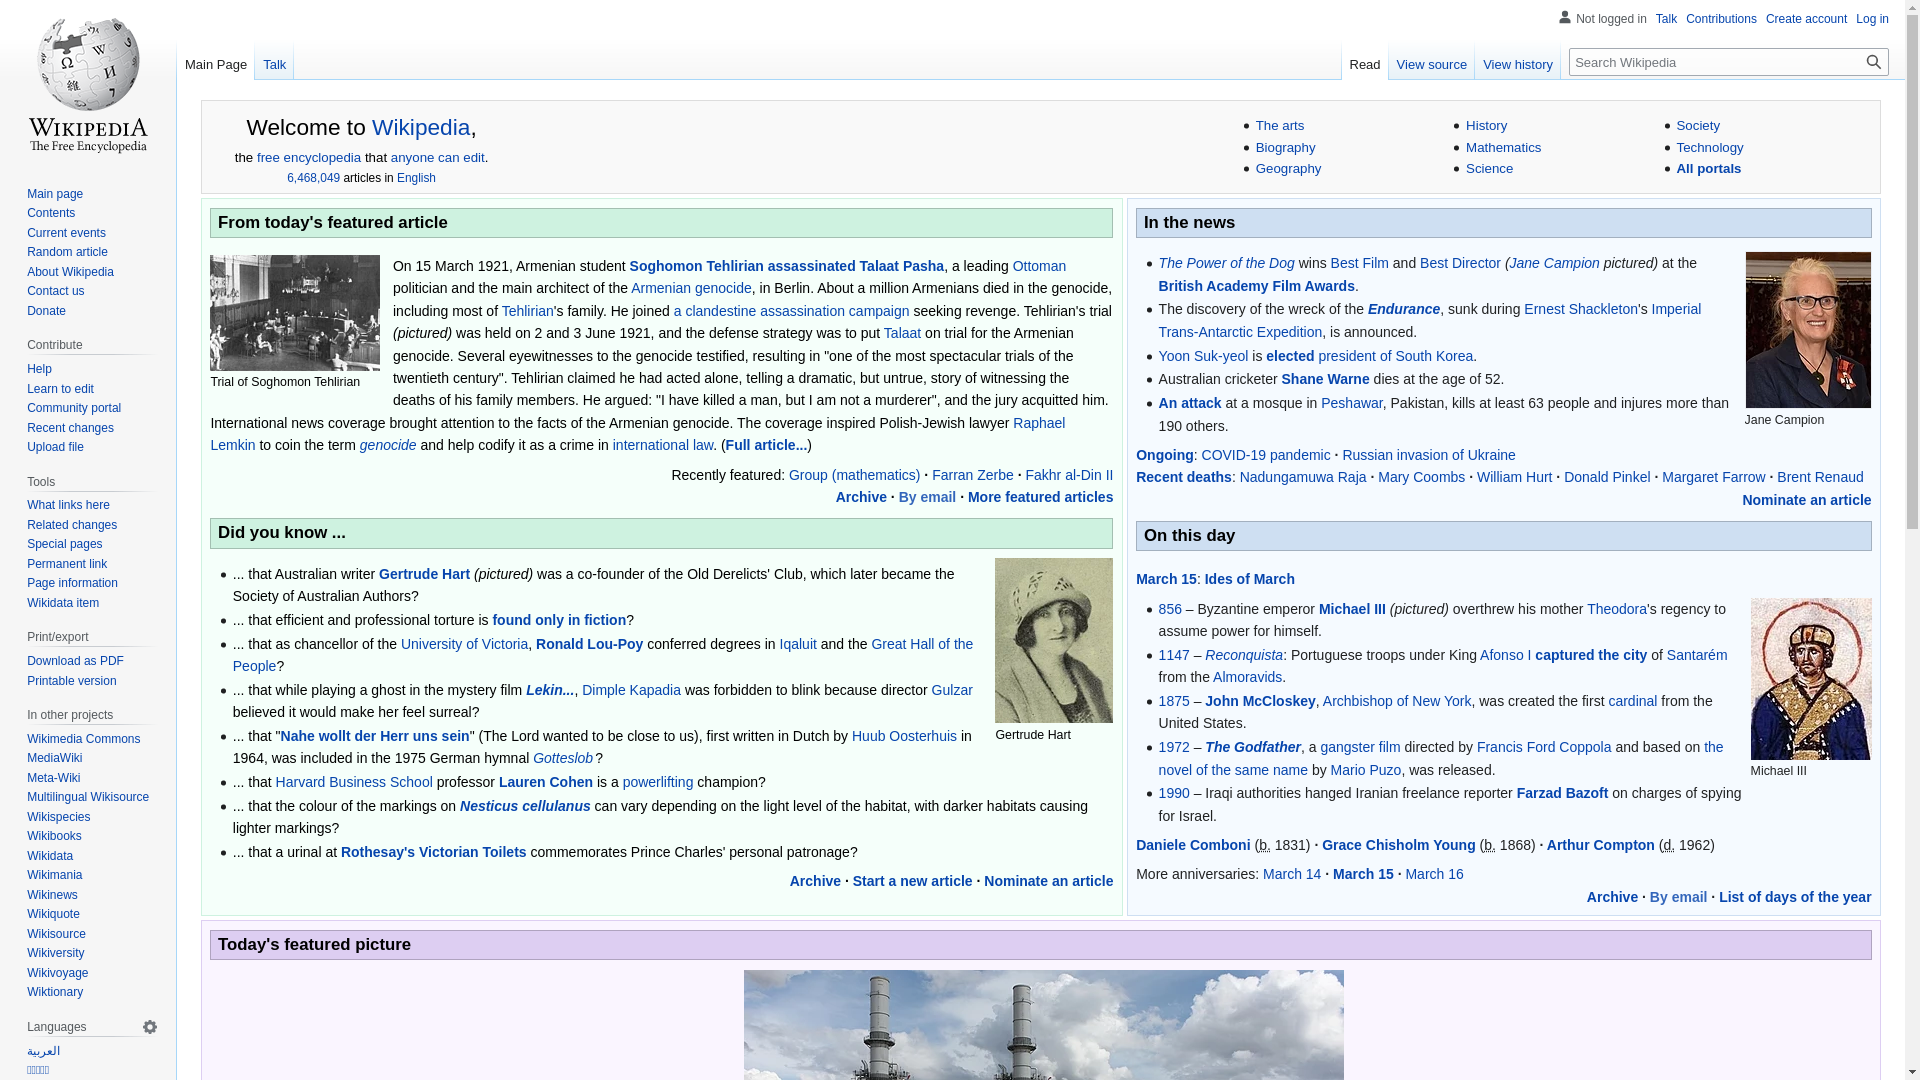 Not logged in Talk Contributions Create account Log in
Main Page Talk
Read View source View history Search Wikipedia
WIKIPEDIA
The Free Encyclopedia
Main page
Contents
Current events
Random article
About Wikipedia
Contact us
Donate
Contribute
Help
Learn to edit
Community portal
Recent changes
Upload file
Tools
What links here
Related changes
Special pages
Permanent link
Page information
Wikidata item
Print/export
Download as PDF
Printable version
In other projects
Wikimedia Commons
MediaWiki
Meta-Wiki
Multilingual Wikisource
Wikispecies
Wikibooks
Wikidata
Wikimania
Wikinews
Wikiquote
Wikisource
Wikiversity
Wikivoyage
Wiktionary
Languages
العربية
Welcome to Wikipedia,
the free encyclopedia that anyone can edit.
6,468,049 articles in English
The arts
Biography
Geography
History
Mathematics
Science
Society
Technology
All portals
From today's featured article
Trial of Soghomon Tehlirian
On 15 March 1921, Armenian student Soghomon Tehlirian assassinated Talaat Pasha, a leading Ottoman
politician and the main architect of the Armenian genocide, in Berlin. About a million Armenians died in the genocide,
including most of Tehlirian's family. He joined a clandestine assassination campaign seeking revenge. Tehlirian's trial
(pictured) was held on 2 and 3 June 1921, and the defense strategy was to put Talaat on trial for the Armenian
genocide. Several eyewitnesses to the genocide testified, resulting in "one of the most spectacular trials of the
twentieth century". Tehlirian claimed he had acted alone, telling a dramatic, but untrue, story of witnessing the
deaths of his family members. He argued: "I have killed a man, but I am not a murderer", and the jury acquitted him.
International news coverage brought attention to the facts of the Armenian genocide. The coverage inspired Polish-Jewish lawyer Raphael
Lemkin to coin the term genocide and help codify it as a crime in international law. (Full article...)
Recently featured: Group (mathematics) · Farran Zerbe · Fakhr al-Din II
Archive · By email · More featured articles
Did you know ...
... that Australian writer Gertrude Hart (pictured) was a co-founder of the Old Derelicts' Club, which later became the
Society of Australian Authors?
... that efficient and professional torture is found only in fiction?
... that as chancellor of the University of Victoria, Ronald Lou-Poy conferred degrees in Iqaluit and the Great Hall of the
People?
... that while playing a ghost in the mystery film Lekin..., Dimple Kapadia was forbidden to blink because director Gulzar
believed it would make her feel surreal?
... that "Nahe wollt der Herr uns sein" (The Lord wanted to be close to us), first written in Dutch by Huub Oosterhuis in
1964, was included in the 1975 German hymnal Gotteslob?
... that Harvard Business School professor Lauren Cohen is a powerlifting champion?
... that the colour of the markings on Nesticus cellulanus can vary depending on the light level of the habitat, with darker habitats causing
lighter markings?
... that a urinal at Rothesay's Victorian Toilets commemorates Prince Charles' personal patronage?
Gertrude Hart
Archive · Start a new article · Nominate an article
In the news
The Power of the Dog wins Best Film and Best Director (Jane Campion pictured) at the
British Academy Film Awards.
The discovery of the wreck of the Endurance, sunk during Ernest Shackleton's Imperial
Trans-Antarctic Expedition, is announced.
Yoon Suk-yeol is elected president of South Korea.
Australian cricketer Shane Warne dies at the age of 52.
An attack at a mosque in Peshawar, Pakistan, kills at least 63 people and injures more than
190 others.
Jane Campion
Ongoing: COVID-19 pandemic · Russian invasion of Ukraine
Recent deaths: Nadungamuwa Raja · Mary Coombs · William Hurt · Donald Pinkel · Margaret Farrow · Brent Renaud
Nominate an article
On this day
March 15: Ides of March
856 – Byzantine emperor Michael III (pictured) overthrew his mother Theodora's regency to
assume power for himself.
1147 – Reconquista: Portuguese troops under King Afonso I captured the city of Santarém
from the Almoravids.
1875 – John McCloskey, Archbishop of New York, was created the first cardinal from the
United States.
1972 – The Godfather, a gangster film directed by Francis Ford Coppola and based on the
novel of the same name by Mario Puzo, was released.
1990 – Iraqi authorities hanged Iranian freelance reporter Farzad Bazoft on charges of spying
for Israel.
Michael III
Daniele Comboni (b. 1831) · Grace Chisholm Young (b. 1868) · Arthur Compton (d. 1962)
More anniversaries: March 14 · March 15 · March 16
Archive · By email · List of days of the year
Today's featured picture